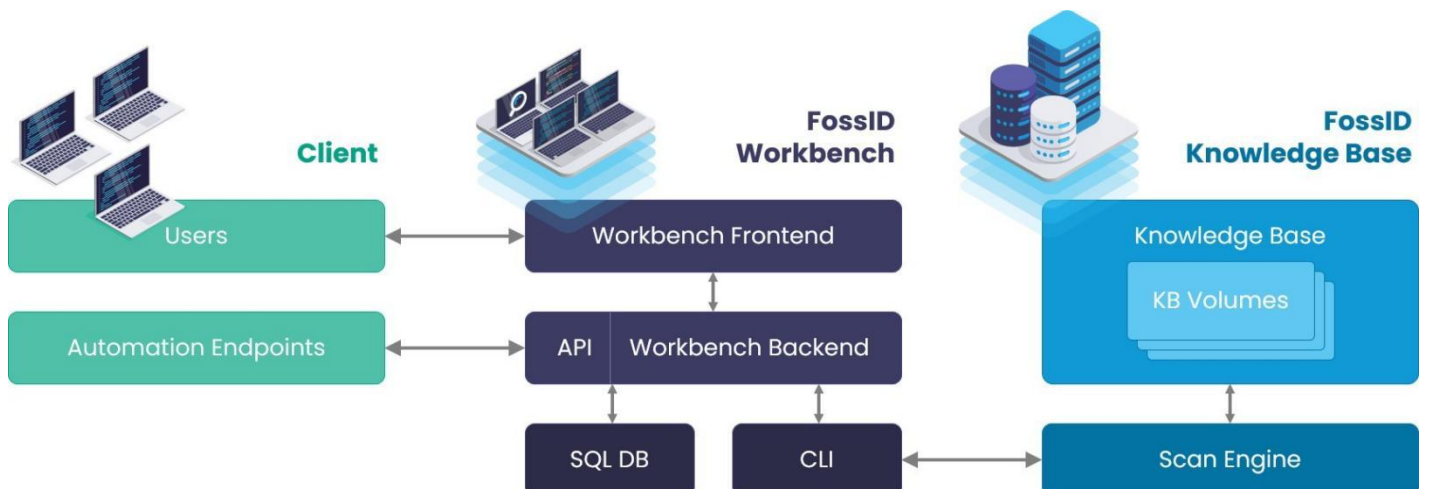 Client
FossID
Workbench
FossID
Knowledge Base
Users
Workbench Frontend
Knowledge Base
KB Volumes
Automation Endpoints
API
Workbench Backend
SQL DB
CLI
Scan Engine